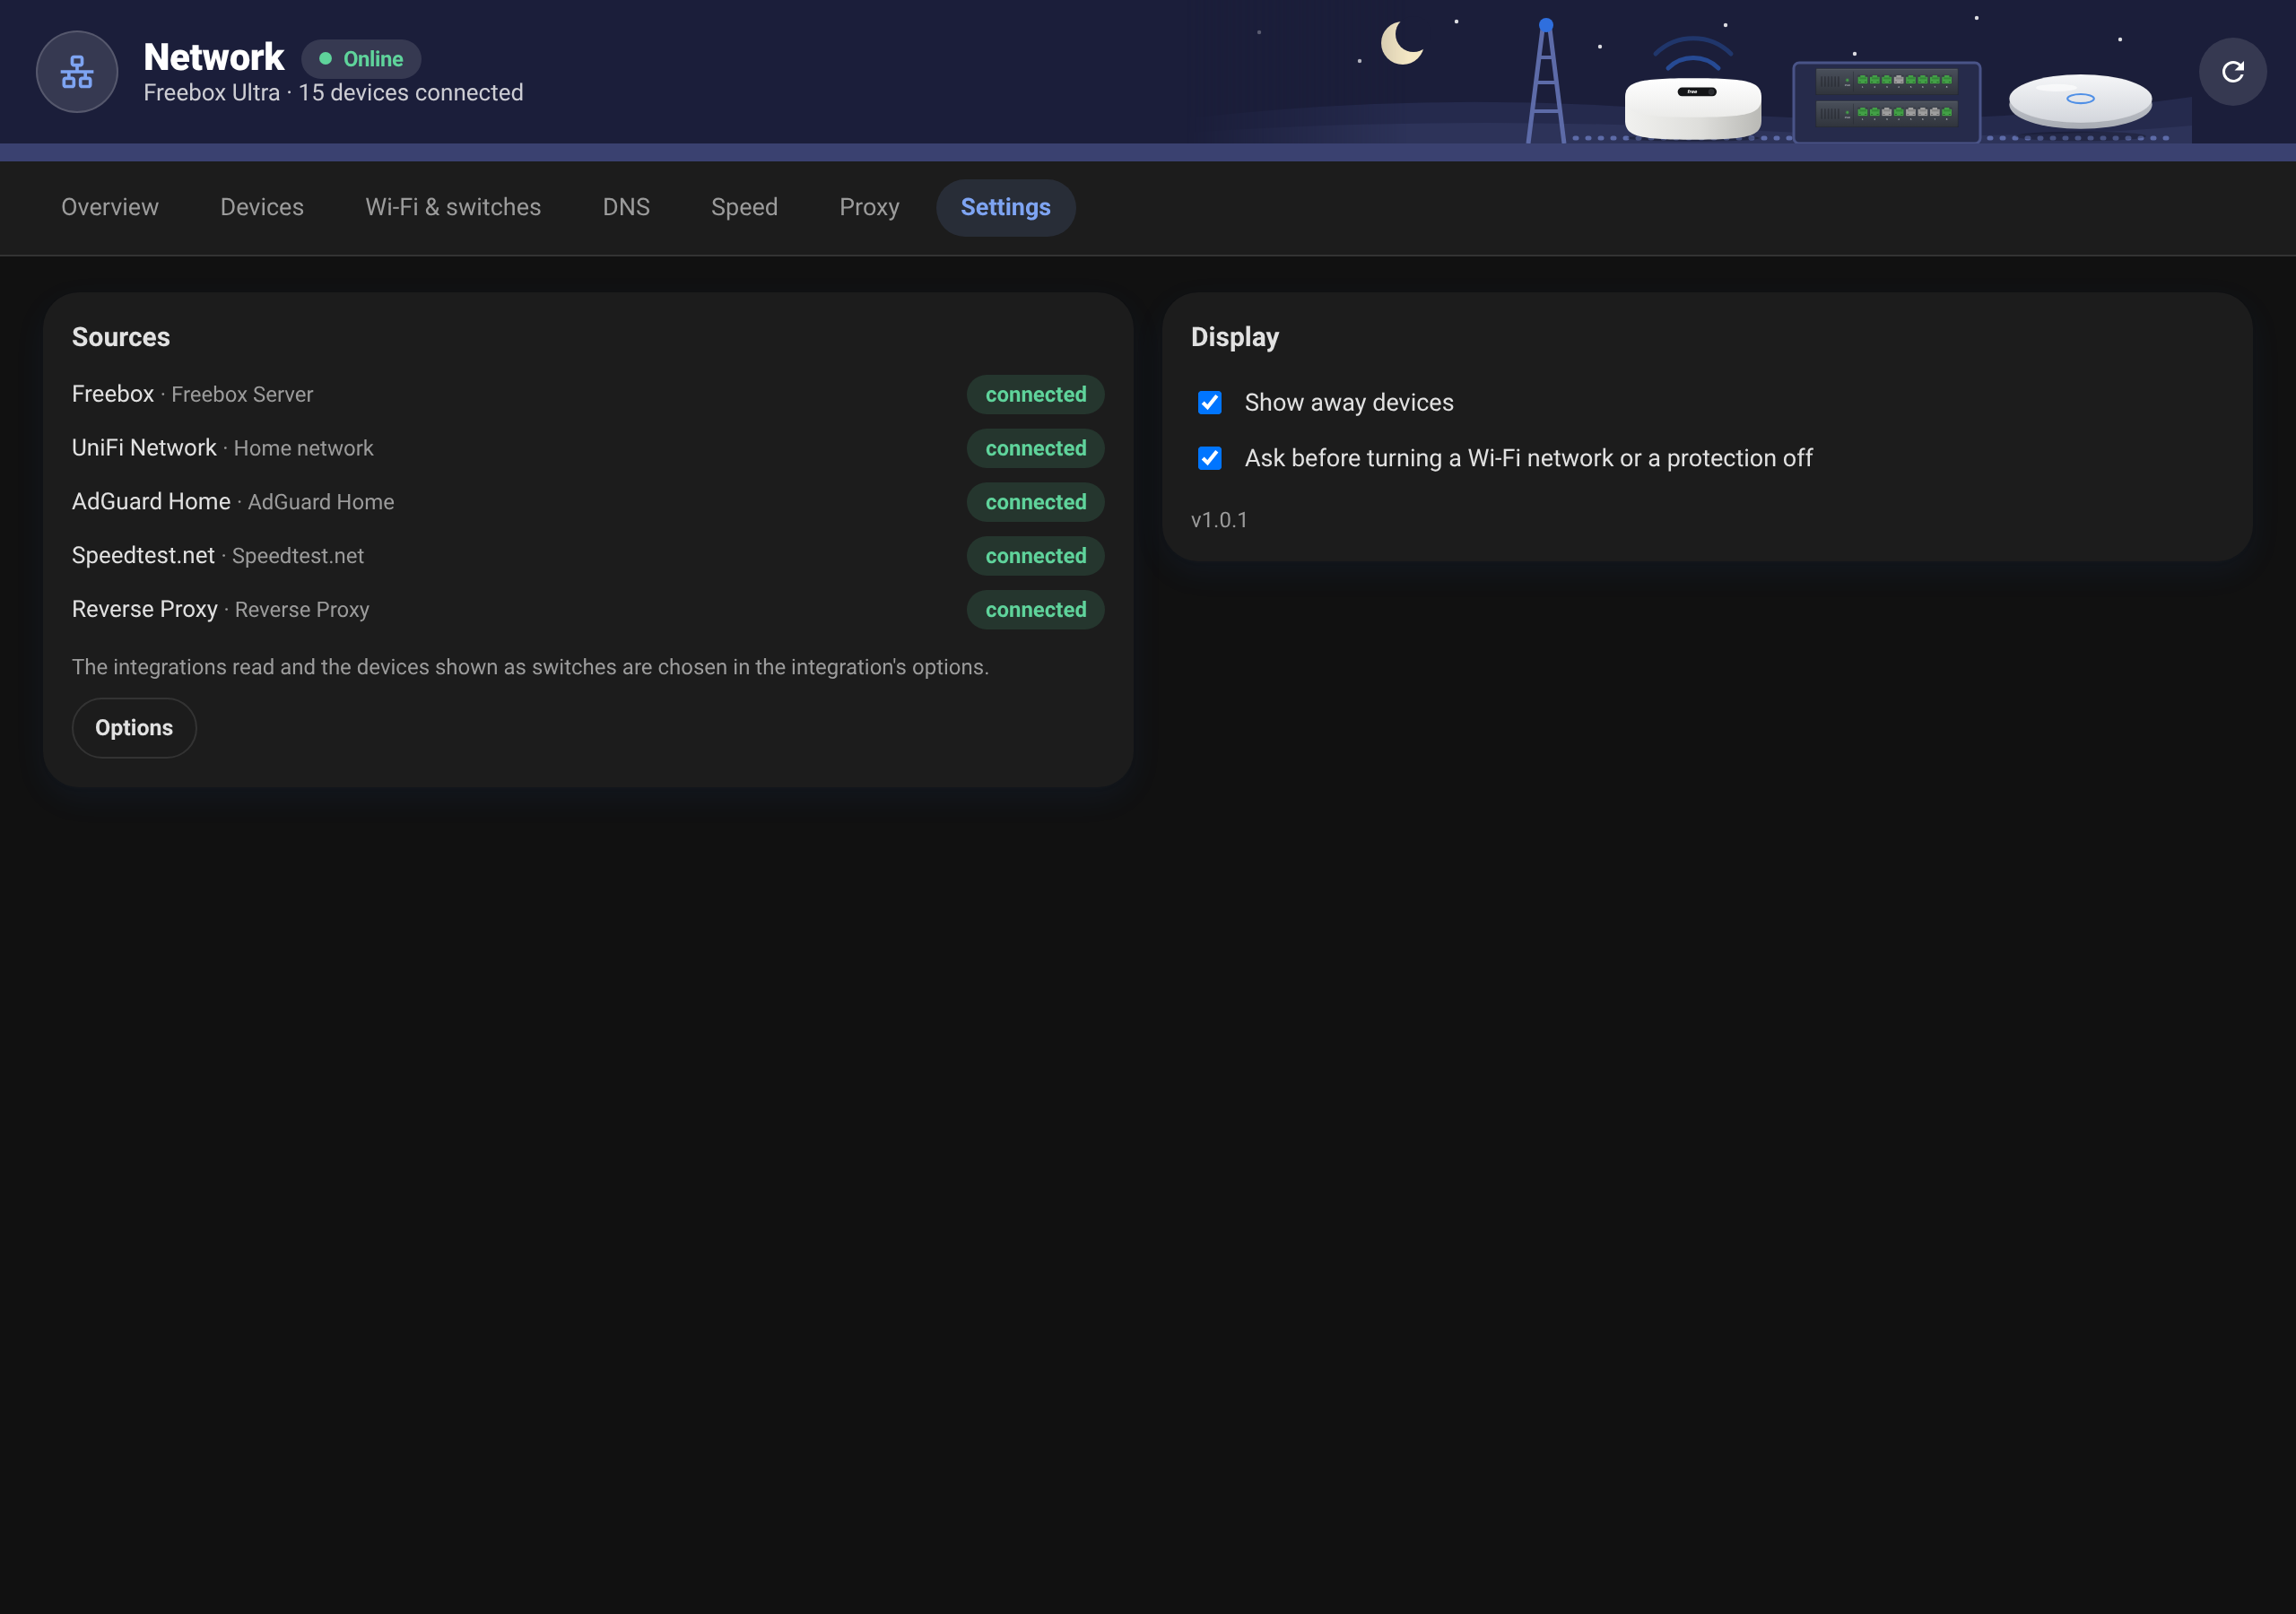 Network
Online
Freebox Ultra · 15 devices connected
free
Overview
Devices
Wi-Fi & switches
DNS
Speed
Proxy
Settings
Sources
Freebox · Freebox Server
connected
UniFi Network · Home network
connected
AdGuard Home · AdGuard Home
connected
Speedtest.net · Speedtest.net
connected
Reverse Proxy · Reverse Proxy
connected
The integrations read and the devices shown as switches are chosen in the integration's options.
Options
Display
Show away devices
Ask before turning a Wi-Fi network or a protection off
v1.0.1